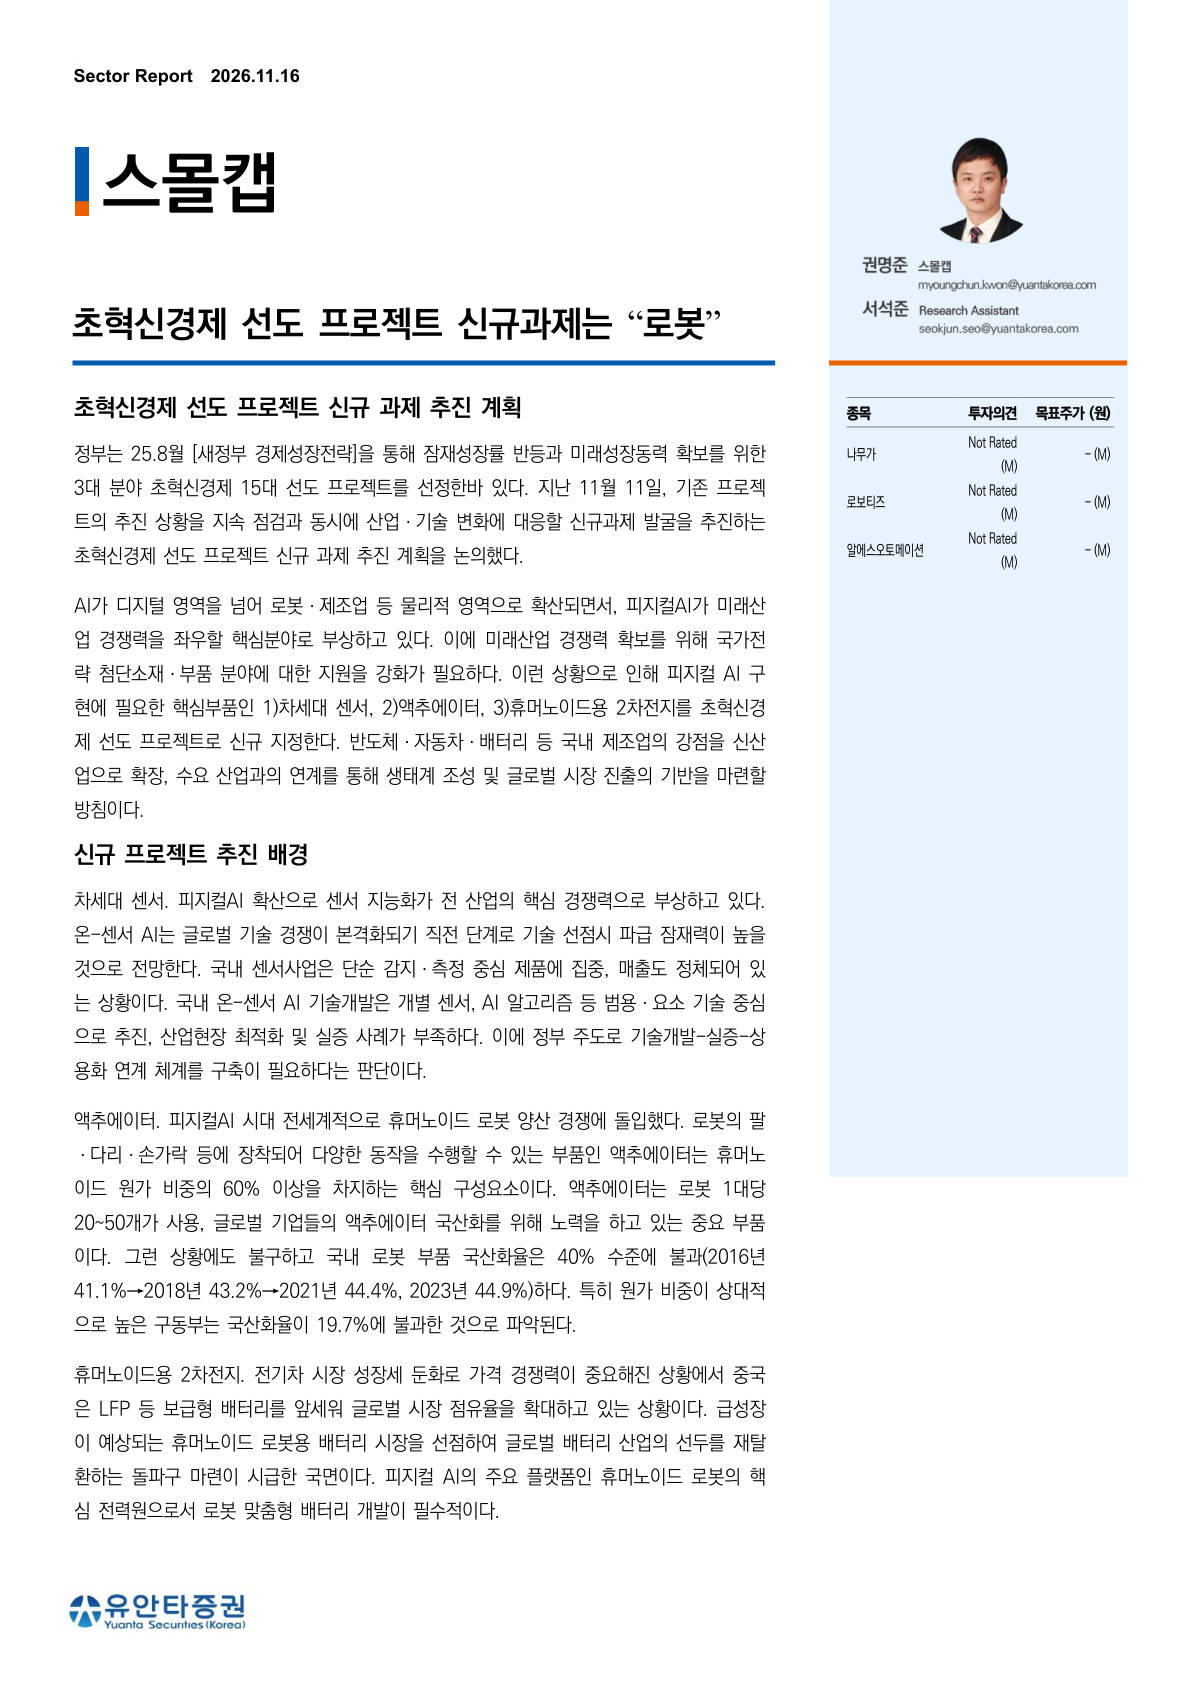 Sector Report 2026.11.16
스몰캡
권명준 스몰캡
myoungchun.kwon@yuantakorea.com
서석준 Research Assistant
seokjun.seo@yuantakorea.com
초혁신경제 선도 프로젝트 신규과제는 “로봇”
초혁신경제 선도 프로젝트 신규 과제 추진 계획
정부는 25.8월 [새정부 경제성장전략]을 통해 잠재성장률 반등과 미래성장동력 확보를 위한
3대 분야 초혁신경제 15대 선도 프로젝트를 선정한바 있다. 지난 11월 11일, 기존 프로젝
트의 추진 상황을 지속 점검과 동시에 산업·기술 변화에 대응할 신규과제 발굴을 추진하는
초혁신경제 선도 프로젝트 신규 과제 추진 계획을 논의했다.
AI가 디지털 영역을 넘어 로봇·제조업 등 물리적 영역으로 확산되면서, 피지컬AI가 미래산
업 경쟁력을 좌우할 핵심분야로 부상하고 있다. 이에 미래산업 경쟁력 확보를 위해 국가전
략 첨단소재·부품 분야에 대한 지원을 강화가 필요하다. 이런 상황으로 인해 피지컬 AI 구
현에 필요한 핵심부품인 1)차세대 센서, 2)액추에이터, 3)휴머노이드용 2차전지를 초혁신경
제 선도 프로젝트로 신규 지정한다. 반도체·자동차·배터리 등 국내 제조업의 강점을 신산
업으로 확장, 수요 산업과의 연계를 통해 생태계 조성 및 글로벌 시장 진출의 기반을 마련할
방침이다.
신규 프로젝트 추진 배경
차세대 센서. 피지컬AI 확산으로 센서 지능화가 전 산업의 핵심 경쟁력으로 부상하고 있다.
온-센서 AI는 글로벌 기술 경쟁이 본격화되기 직전 단계로 기술 선점시 파급 잠재력이 높을
것으로 전망한다. 국내 센서사업은 단순 감지·측정 중심 제품에 집중, 매출도 정체되어 있
는 상황이다. 국내 온-센서 AI 기술개발은 개별 센서, AI 알고리즘 등 범용·요소 기술 중심
으로 추진, 산업현장 최적화 및 실증 사례가 부족하다. 이에 정부 주도로 기술개발-실증-상
용화 연계 체계를 구축이 필요하다는 판단이다.
액추에이터. 피지컬AI 시대 전세계적으로 휴머노이드 로봇 양산 경쟁에 돌입했다. 로봇의 팔
·다리·손가락 등에 장착되어 다양한 동작을 수행할 수 있는 부품인 액추에이터는 휴머노
이드 원가 비중의 60% 이상을 차지하는 핵심 구성요소이다. 액추에이터는 로봇 1대당
20~50개가 사용, 글로벌 기업들의 액추에이터 국산화를 위해 노력을 하고 있는 중요 부품
이다. 그런 상황에도 불구하고 국내 로봇 부품 국산화율은 40% 수준에 불과(2016년
41.1%→2018년 43.2%→2021년 44.4%, 2023년 44.9%)하다. 특히 원가 비중이 상대적
으로 높은 구동부는 국산화율이 19.7%에 불과한 것으로 파악된다.
휴머노이드용 2차전지. 전기차 시장 성장세 둔화로 가격 경쟁력이 중요해진 상황에서 중국
은 LFP 등 보급형 배터리를 앞세워 글로벌 시장 점유율을 확대하고 있는 상황이다. 급성장
이 예상되는 휴머노이드 로봇용 배터리 시장을 선점하여 글로벌 배터리 산업의 선두를 재탈
환하는 돌파구 마련이 시급한 국면이다. 피지컬 AI의 주요 플랫폼인 휴머노이드 로봇의 핵
심 전력원으로서 로봇 맞춤형 배터리 개발이 필수적이다.
종목 투자의견 목표주가 (원)
나무가 Not Rated (M) - (M)
로보티즈 Not Rated (M) - (M)
알에스오토메이션 Not Rated (M) - (M)
유안타증권
Yuanta Securities (Korea)